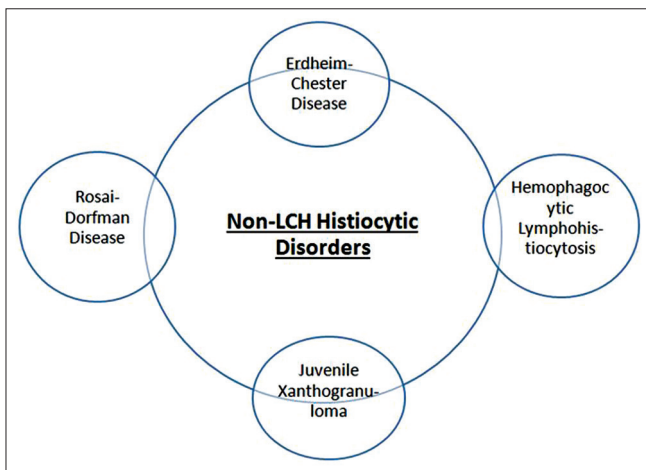 Erdheim-
Chester
Disease
Rosai-
Dorfman
Disease
Non-LCH Histiocytic
Disorders
Hemophagoc
ytic
Lymphohis-
tiocytosis
Juvenile
Xanthogranu-
loma